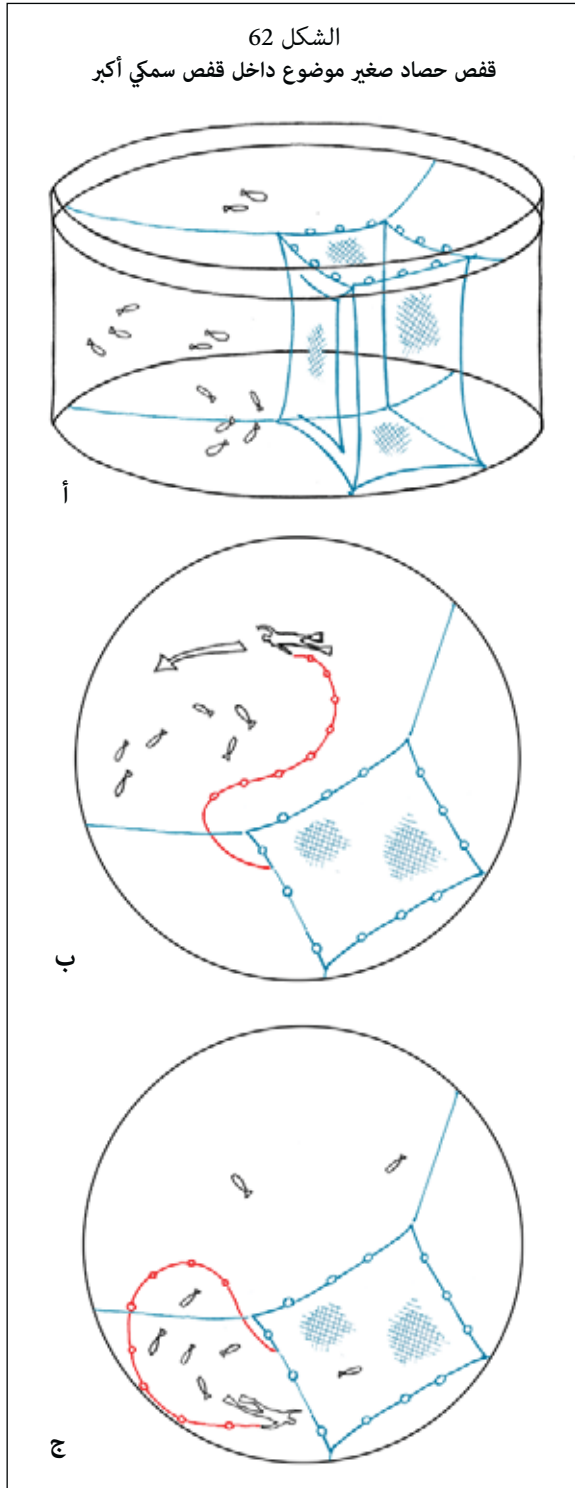 الشكل 62
قفص حصاد صغير موضوع داخل قفص سمكي أكبر
أ
ب
ج